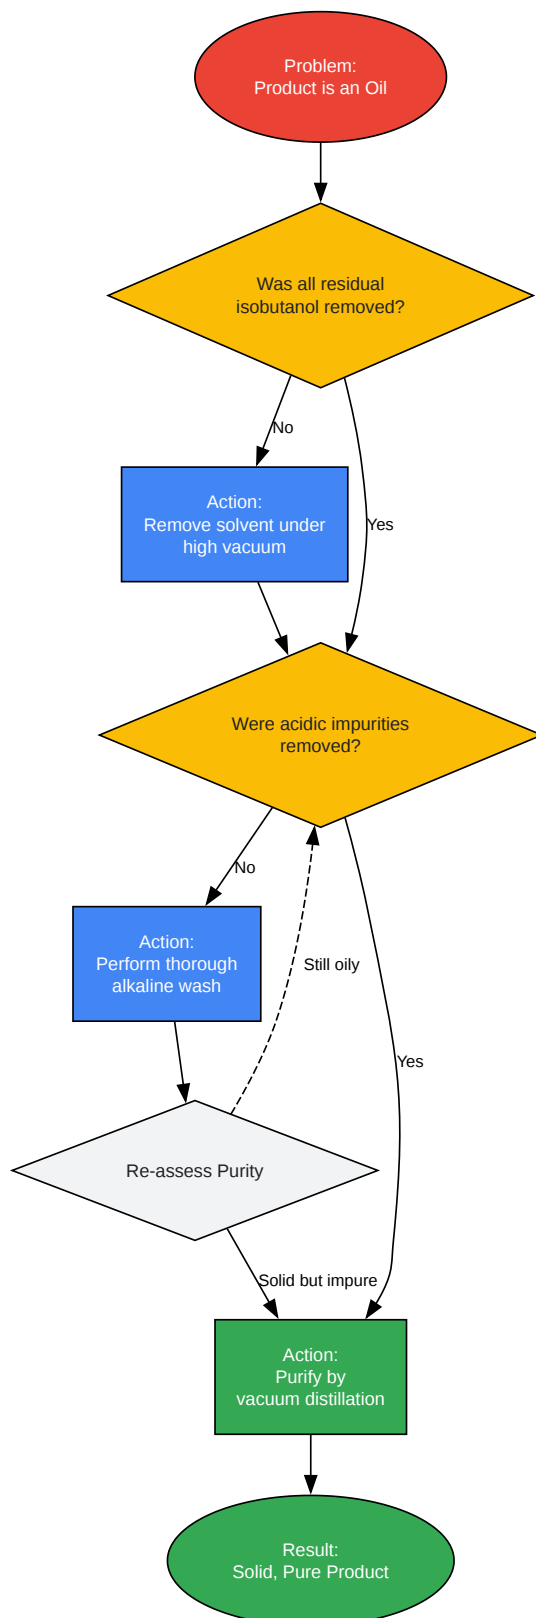 Problem:
Product is an Oil
Was all residual
isobutanol removed?
No
Yes
Action:
Remove solvent under
high vacuum
Were acidic impurities
removed?
No
Still oily
Yes
Action:
Perform thorough
alkaline wash
Re-assess Purity
Solid but impure
Action:
Purify by
vacuum distillation
Result:
Solid, Pure Product